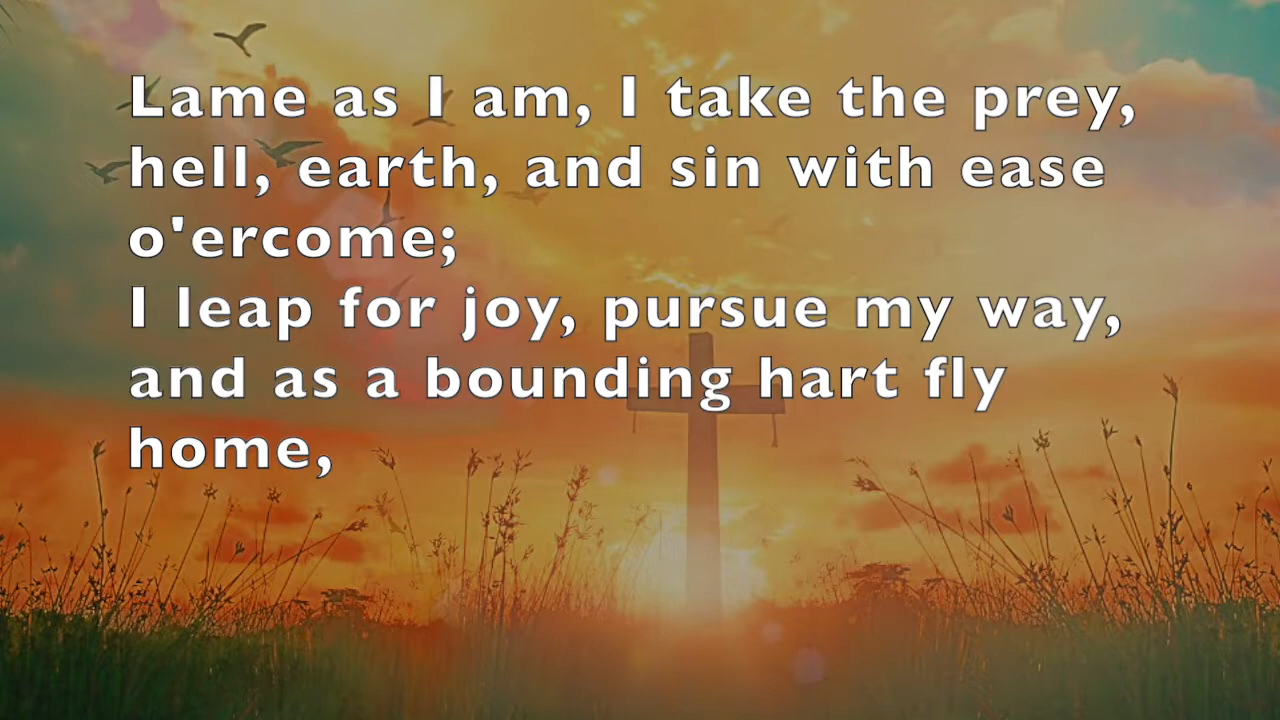 Lame as I am, I take the prey,
hell, earth, and sin with ease
o'ercome;
I leap for joy, pursue my way,
and as a bounding hart fly
home,